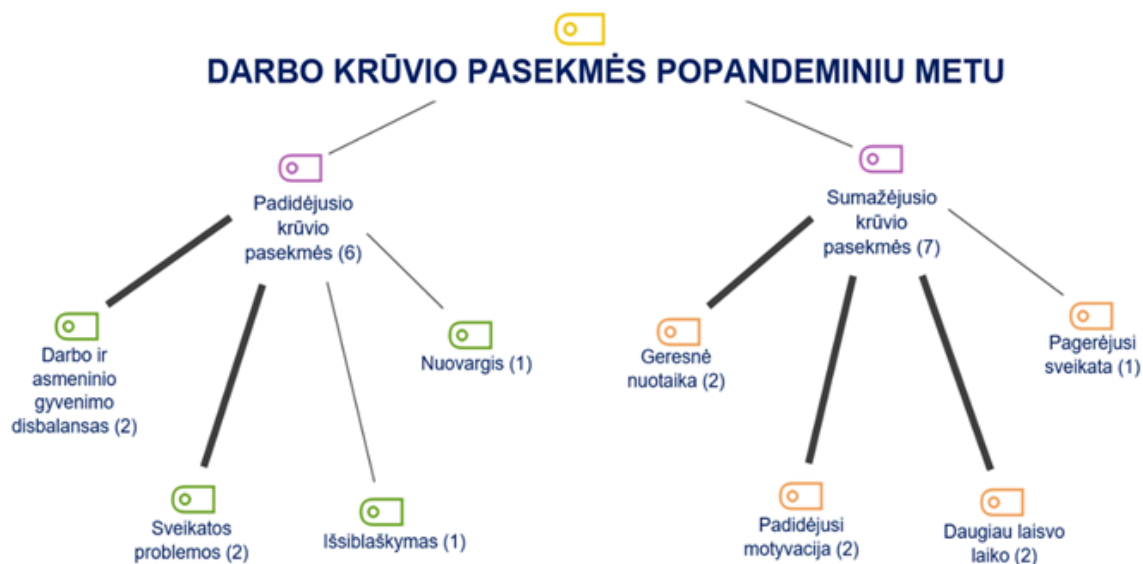 DARBO KRŪVIO PASEKMĖS POPANDEMINIU METU
Padidėjusio
krūvio
pasekmės (6)
Darbo ir
asmeninio
gyvenimo
disbalansas (2)
Sveikatos
problemos (2)
Išsiblaškymas (1)
Nuovargis (1)
Sumažėjusio
krūvio
pasekmės (7)
Geresnė
nuotaika (2)
Padidėjusi
motyvacija (2)
Daugiau laisvo
laiko (2)
Pagerėjusi
sveikata (1)